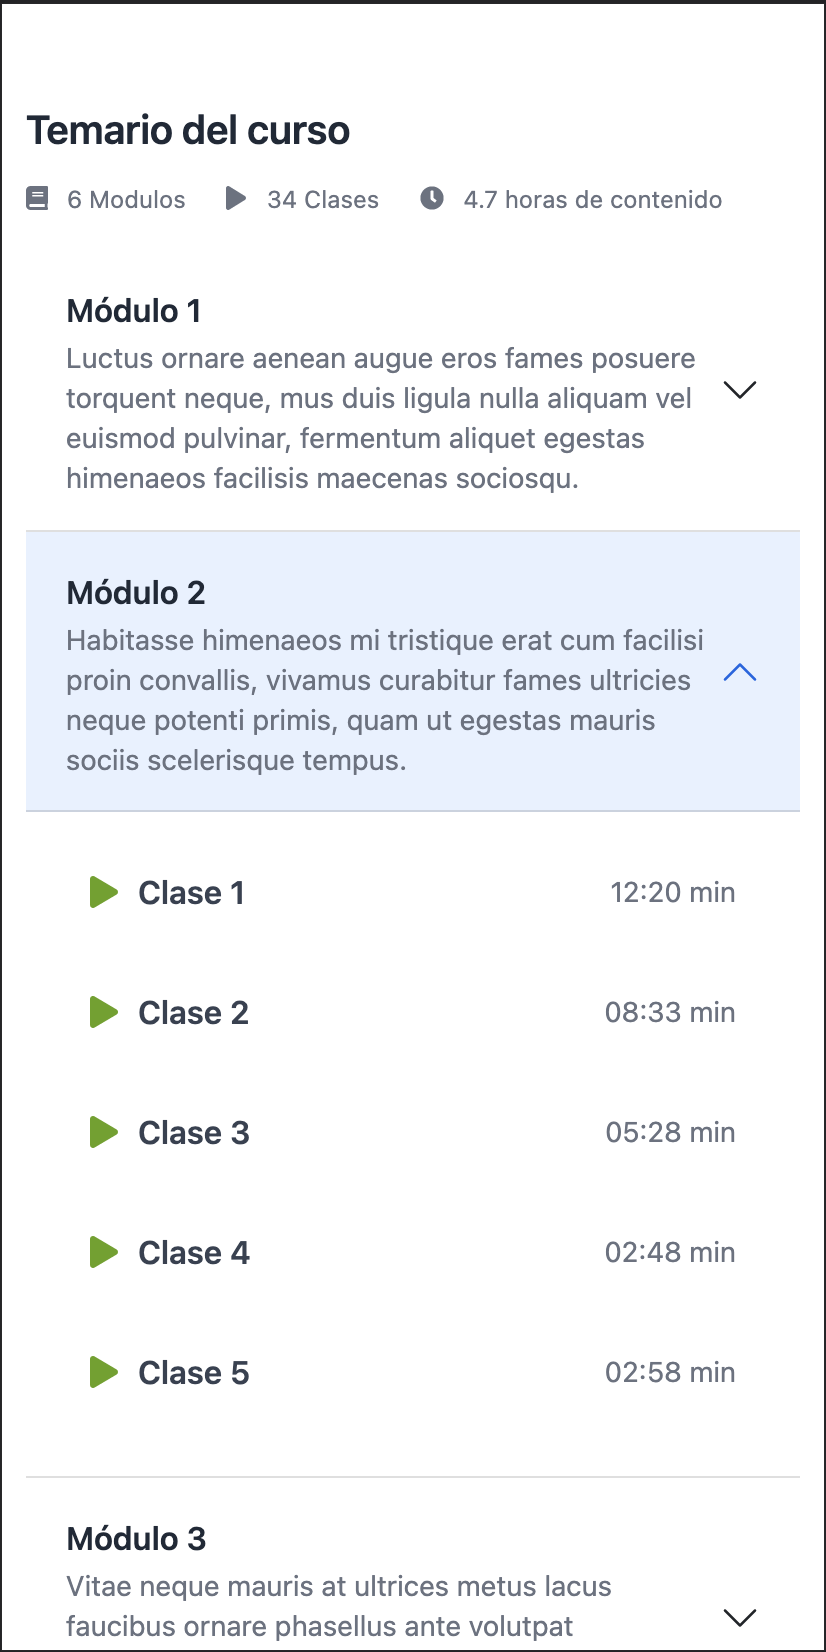 Temario del curso
6 Modulos 34 Clases 4.7 horas de contenido
Módulo 1
Luctus ornare aenean augue eros fames posuere
torquent neque, mus duis ligula nulla aliquam vel
euismod pulvinar, fermentum aliquet egestas
himenaeos facilisis maecenas sociosqu.
Módulo 2
Habitasse himenaeos mi tristique erat cum facilisi
proin convallis, vivamus curabitur fames ultricies
neque potenti primis, quam ut egestas mauris
sociis scelerisque tempus.
Clase 1 12:20 min
Clase 2 08:33 min
Clase 3 05:28 min
Clase 4 02:48 min
Clase 5 02:58 min
Módulo 3
Vitae neque mauris at ultrices metus lacus
faucibus ornare phasellus ante volutpat